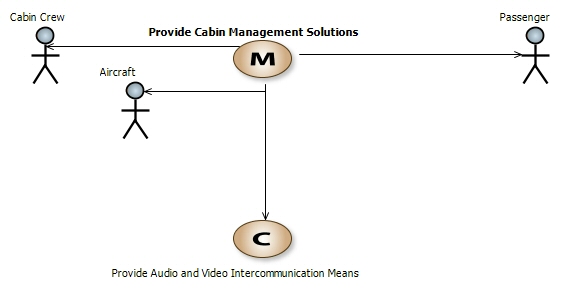 Cabin Crew
Passenger
Provide Cabin Management Solutions
M
Aircraft
C
Provide Audio and Video Intercommunication Means